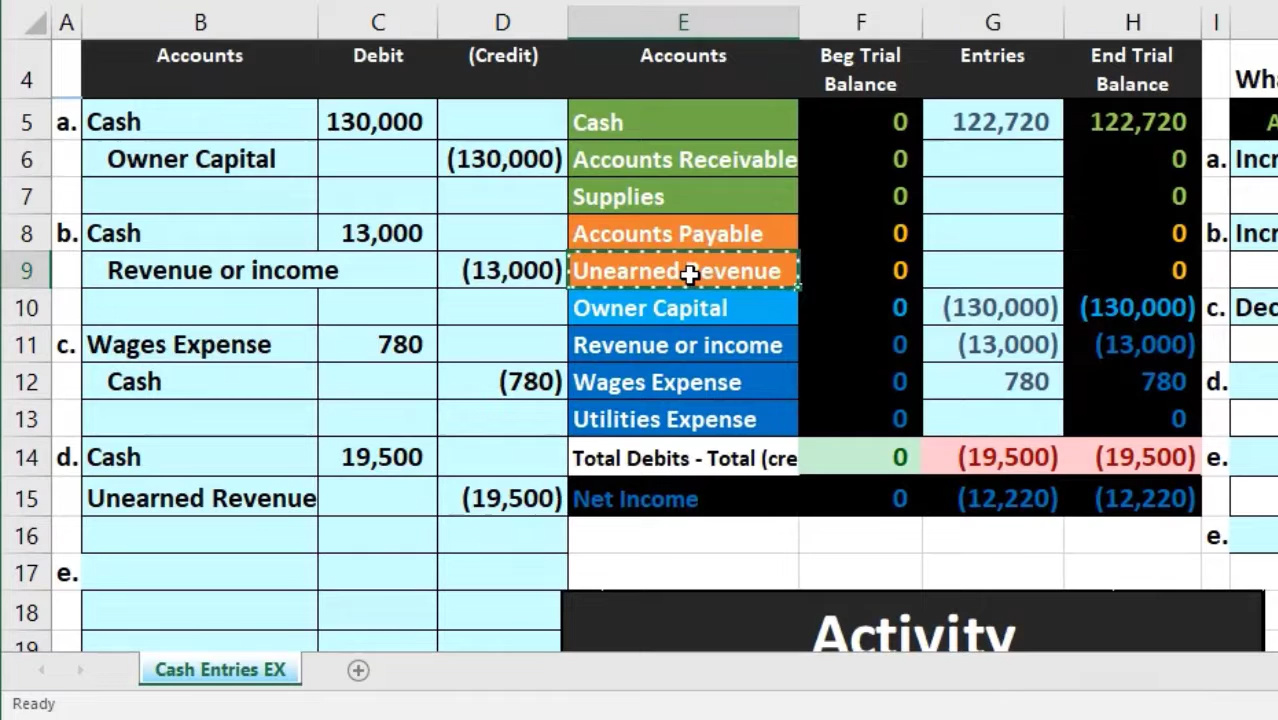 A B C D E F G H I
4 Accounts Debit (Credit) Accounts Beg Trial Balance Entries End Trial Balance
5 a. Cash 130,000 Cash 0 122,720 122,720
6 Owner Capital (130,000) Accounts Receivable 0 0 a.
7 Supplies 0 0
8 b. Cash 13,000 Accounts Payable 0 0 b.
9 Revenue or income (13,000) Unearned Revenue 0 0
10 Owner Capital 0 (130,000) (130,000) c.
11 c. Wages Expense 780 Revenue or income 0 (13,000) (13,000)
12 Cash (780) Wages Expense 0 780 780 d.
13 Utilities Expense 0 0
14 d. Cash 19,500 Total Debits - Total (cre 0 (19,500) (19,500) e.
15 Unearned Revenue (19,500) Net Income 0 (12,220) (12,220)
16 e.
17 e.
18 Activity
Cash Entries EX
Ready